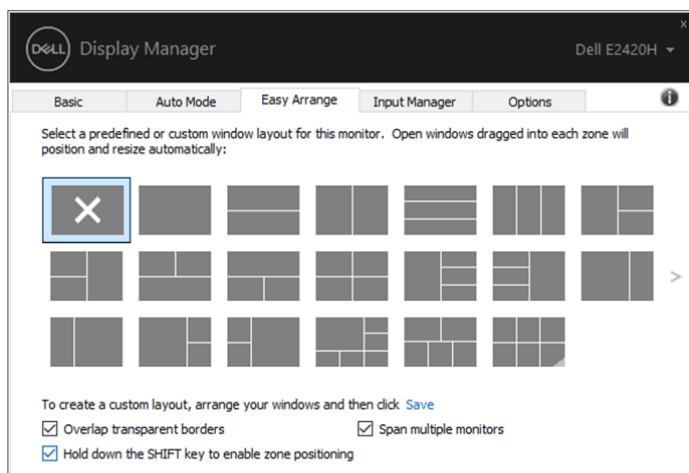 x
DELL
Display Manager
Dell E2420H
Basic
Auto Mode
Easy Arrange
Input Manager
Options
i
Select a predefined or custom window layout for this monitor. Open windows dragged into each zone will
position and resize automatically:
>
To create a custom layout, arrange your windows and then click Save
Overlap transparent borders
Span multiple monitors
Hold down the SHIFT key to enable zone positioning